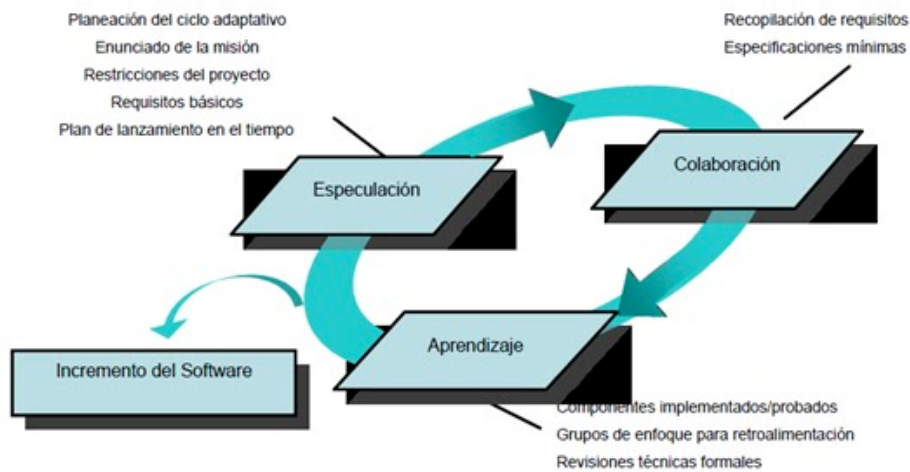 Planeación del ciclo adaptativo
Enunciado de la misión
Restricciones del proyecto
Requisitos básicos
Plan de lanzamiento en el tiempo
Recopilación de requisitos
Especificaciones mínimas
Especulación
Colaboración
Aprendizaje
Incremento del Software
Componentes implementados/probados
Grupos de enfoque para retroalimentación
Revisiones técnicas formales